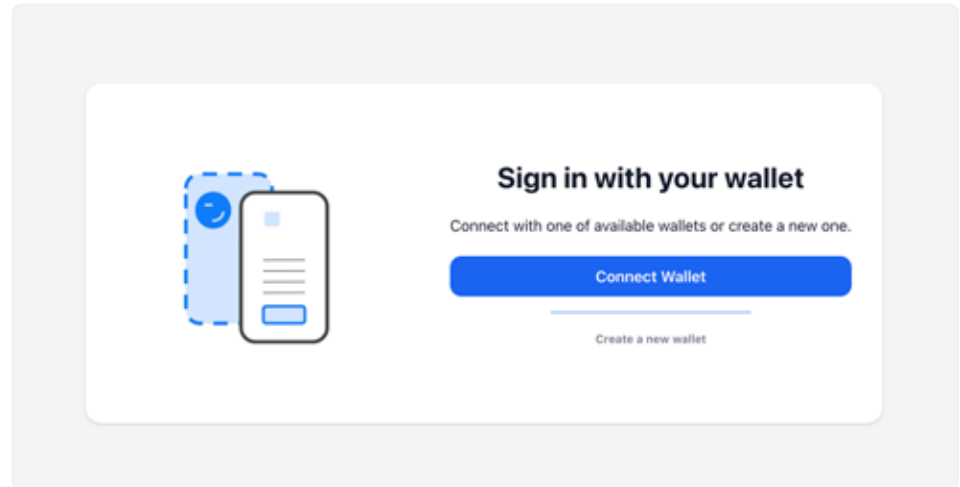 Sign in with your wallet
Connect with one of available wallets or create a new one.
Connect Wallet
Create a new wallet